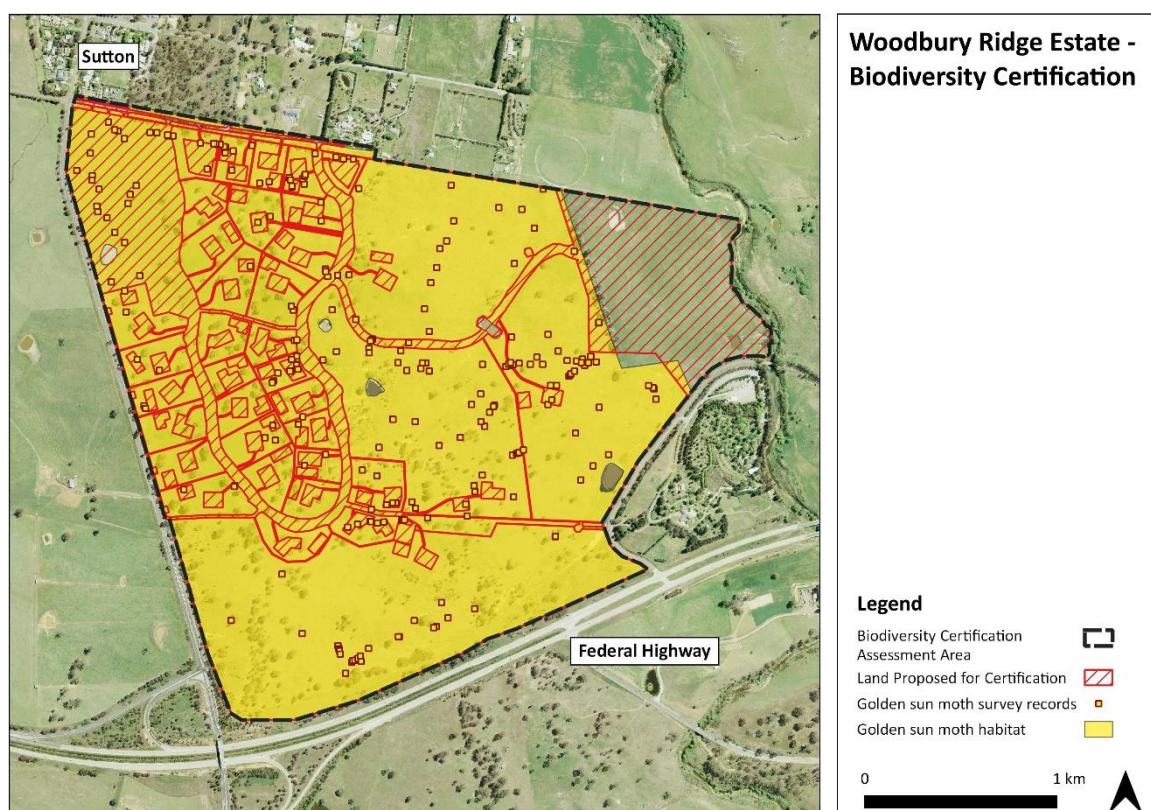 Sutton
Federal Highway
Woodbury Ridge Estate -
Biodiversity Certification
Legend
Biodiversity Certification
Assessment Area
Land Proposed for Certification
Golden sun moth survey records
Golden sun moth habitat
0 1 km